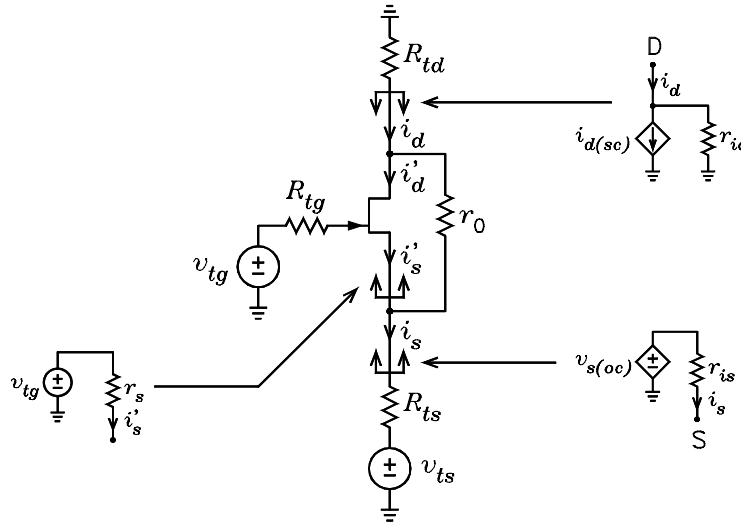 R_td
D
i_d
i_d
i_d(sc)
r_i
i'_d
R_tg
r_0
v_tg
i'_s
i_s
v_s(oc)
r_is
v_tg
r_s
i_s
i'_s
R_ts
S
v_ts